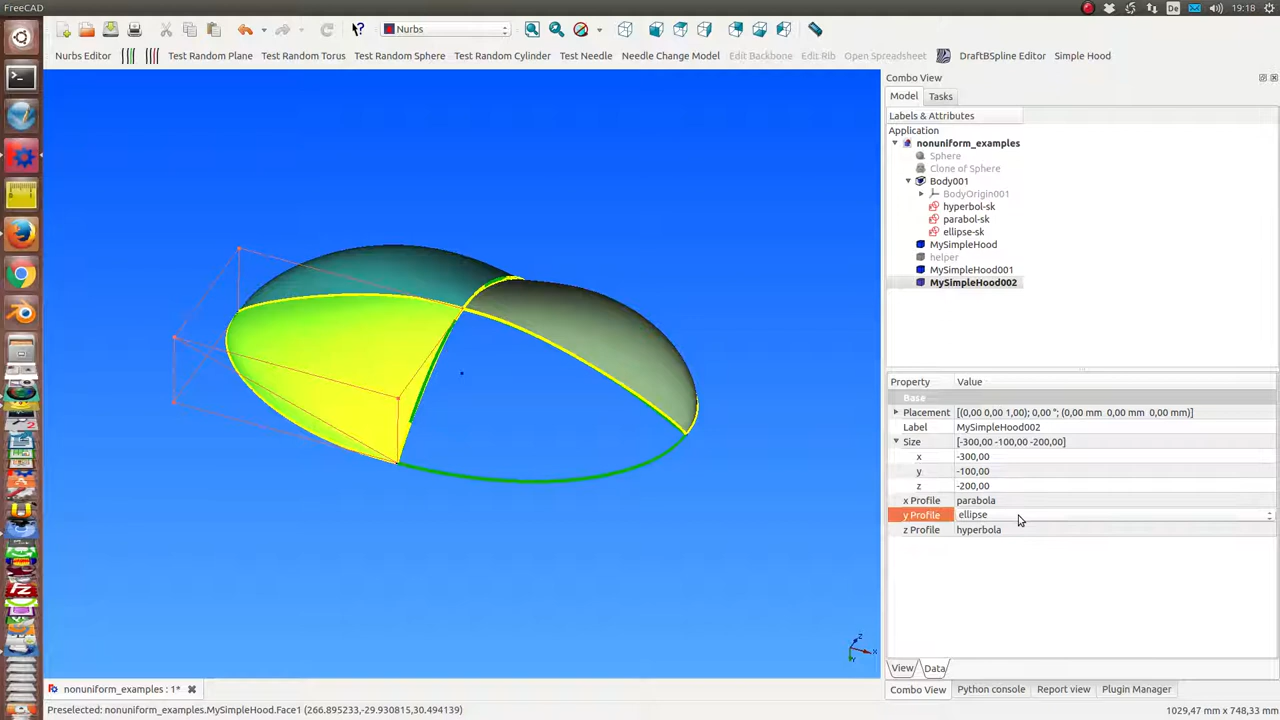 FreeCAD
De
19:18
Nurbs
Nurbs Editor Test Random Plane Test Random Torus Test Random Sphere Test Random Cylinder Test Needle Needle Change Model Edit Backbone Edit Rib Open Spreadsheet DraftBSpline Editor Simple Hood
Combo View
Model Tasks
Labels & Attributes
Application
nonuniform_examples
Sphere
Clone of Sphere
Body001
BodyOrigin001
hyperbol-sk
parabol-sk
ellipse-sk
MySimpleHood
helper
MySimpleHood001
MySimpleHood002
Property Value
Base
Placement [(0,00 0,00 1,00); 0,00 °; (0,00 mm 0,00 mm 0,00 mm)]
Label MySimpleHood002
Size [-300,00 -100,00 -200,00]
x -300,00
y -100,00
z -200,00
x Profile parabola
y Profile ellipse
z Profile hyperbola
View Data
nonuniform_examples : 1*
Combo View Python console Report view Plugin Manager
Preselected: nonuniform_examples.MySimpleHood.Face1 (266.895233,-29.930815,30.494139)
1029,47 mm x 748,33 mm